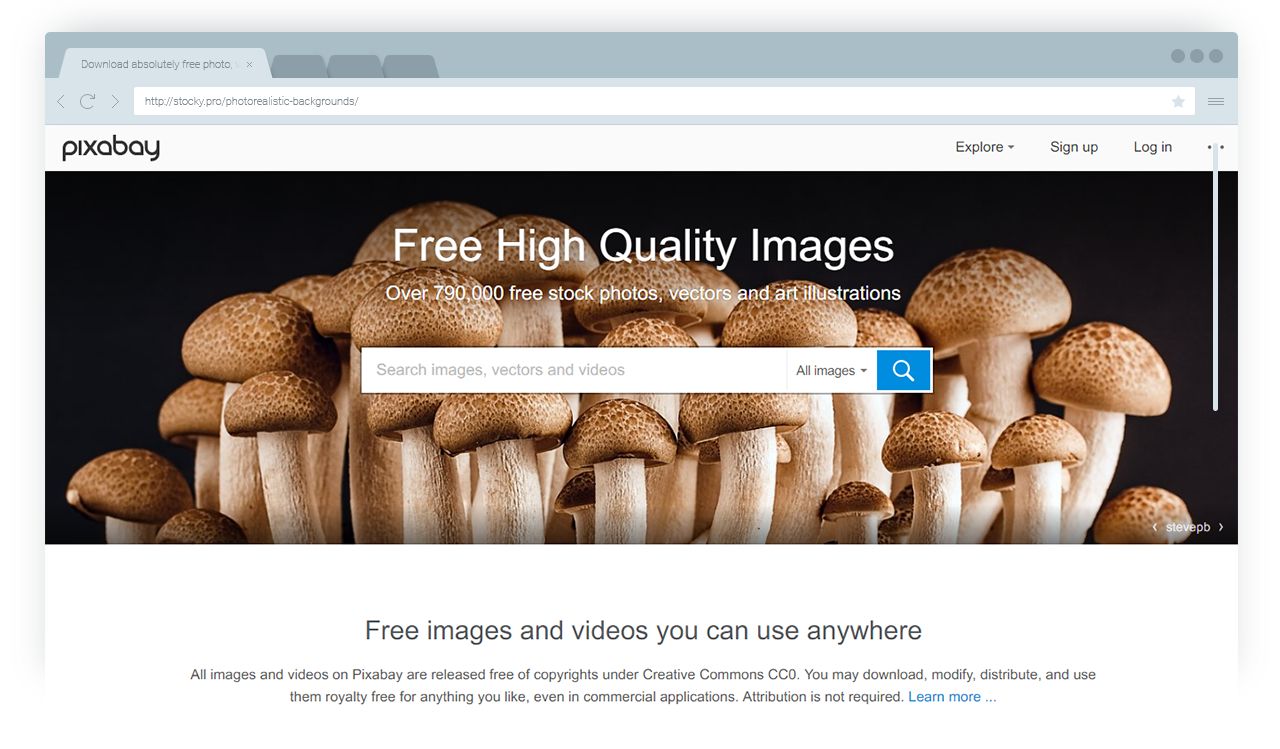 Download absolutely free photo,
http://stocky.pro/photorealistic-backgrounds/
pixabay
Explore
Sign up
Log in
Free High Quality Images
Over 790,000 free stock photos, vectors and art illustrations
Search images, vectors and videos
All images
stevepb
Free images and videos you can use anywhere
All images and videos on Pixabay are released free of copyrights under Creative Commons CC0. You may download, modify, distribute, and use
them royalty free for anything you like, even in commercial applications. Attribution is not required. Learn more ...